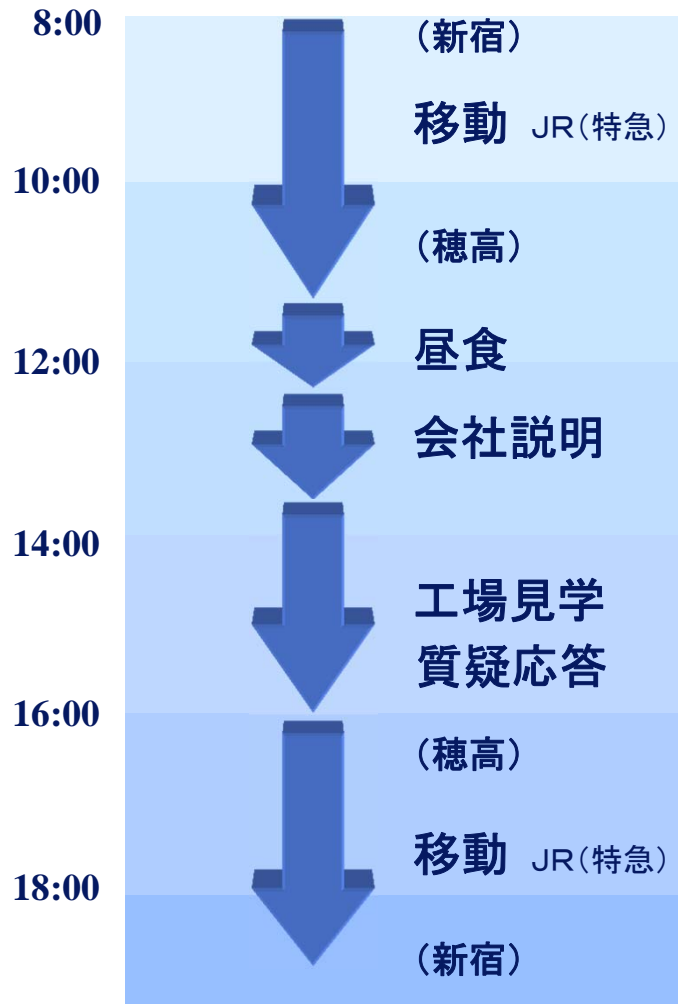 8:00
（新宿）
移動 JR（特急）
10:00
（穂高）
昼食
12:00
会社説明
14:00
工場見学
質疑応答
16:00
（穂高）
移動 JR（特急）
18:00
（新宿）